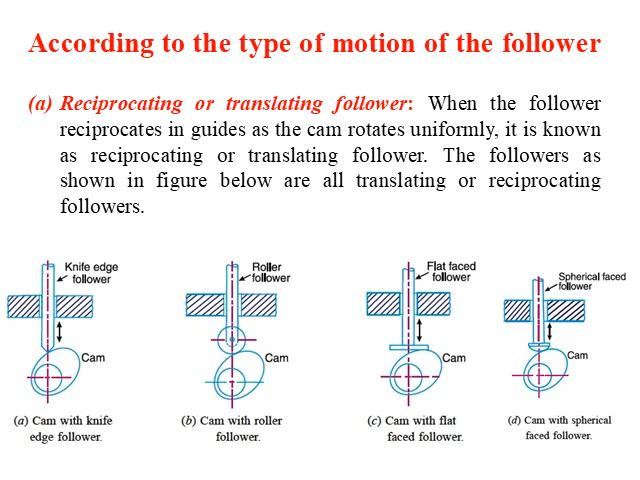 According to the type of motion of the follower
(a) Reciprocating or translating follower: When the follower
reciprocates in guides as the cam rotates uniformly, it is known
as reciprocating or translating follower. The followers as
shown in figure below are all translating or reciprocating
followers.
Knife edge
follower
Cam
(a) Cam with knife
edge follower.
Roller
follower
Cam
(b) Cam with roller
follower.
Flat faced
follower
Cam
(c) Cam with flat
faced follower.
Spherical faced
follower
Cam
(d) Cam with spherical
faced follower.